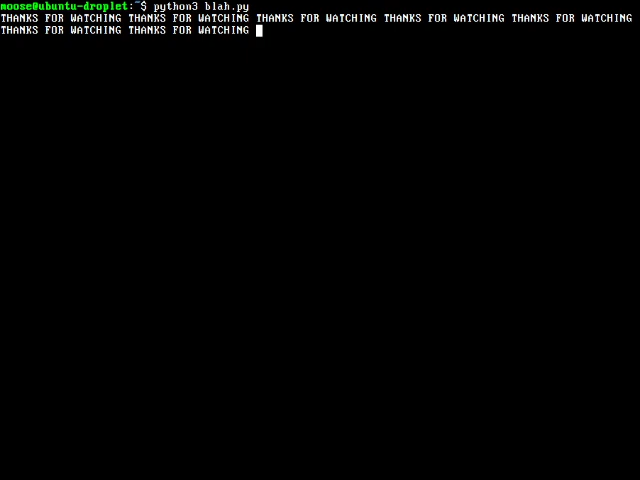 moose@ubuntu-droplet:~$ python3 blah.py
THANKS FOR WATCHING THANKS FOR WATCHING THANKS FOR WATCHING THANKS FOR WATCHING THANKS FOR WATCHING
THANKS FOR WATCHING THANKS FOR WATCHING